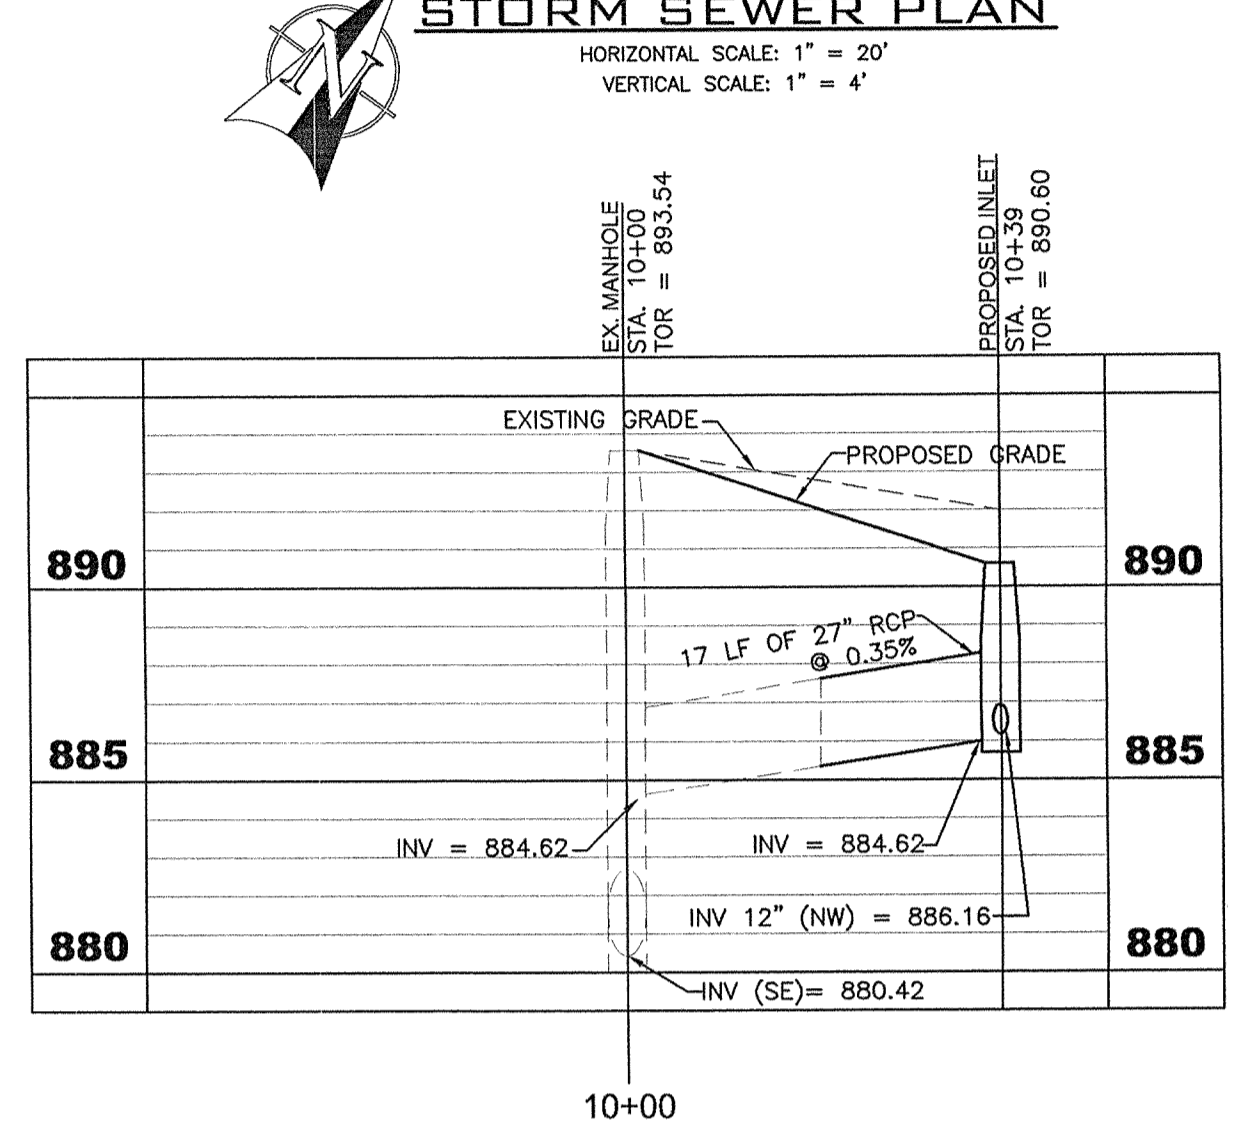 STORM SEWER PLAN
HORIZONTAL SCALE: 1" = 20'
VERTICAL SCALE: 1" = 4'
N
EX. MANHOLE
STA. 10+00
TOR = 893.54
PROPOSED INLET
STA. 10+39
TOR = 890.60
EXISTING GRADE
PROPOSED GRADE
890
890
17 LF OF 27" RCP
@ 0.35%
885
885
INV = 884.62
INV = 884.62
INV 12" (NW) = 886.16
880
880
INV (SE)= 880.42
10+00